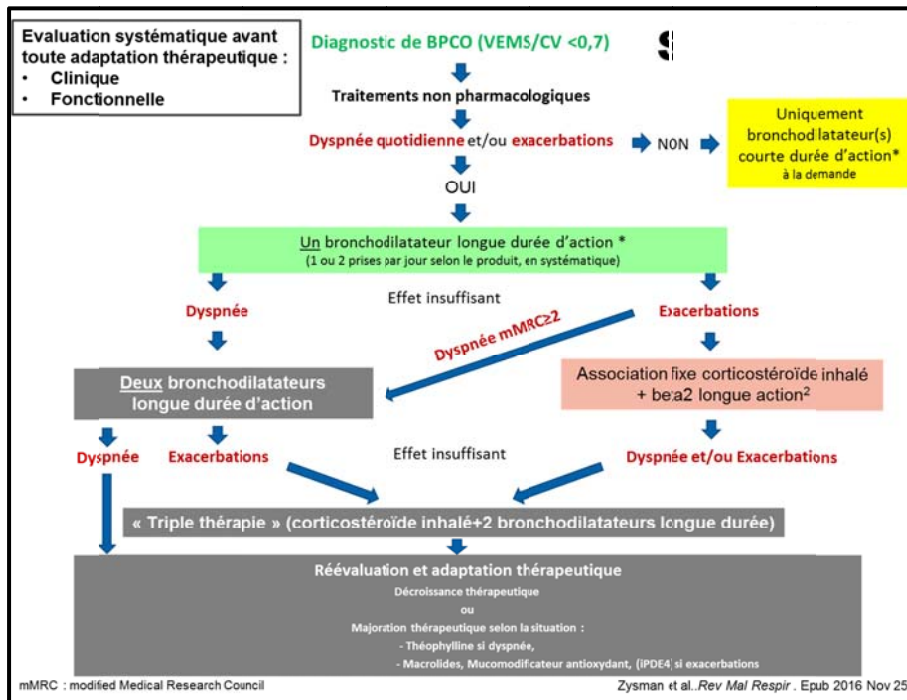 Evaluation systématique avant
toute adaptation thérapeutique :
• Clinique
• Fonctionnelle
Diagnostic de BPCO (VEMS/CV <0,7)
Traitements non pharmacologiques
Dyspnée quotidienne et/ou exacerbations
NON
Uniquement
bronchodilatateur(s)
courte durée d'action*
à la demande
OUI
Un bronchodilatateur longue durée d'action *
(1 ou 2 prises par jour selon le produit, en systématique)
Effet insuffisant
Dyspnée
Exacerbations
Dyspnée mMRC≥2
Deux bronchodilatateurs
longue durée d'action
Association fixe corticostéroïde inhalé
+ beta2 longue action²
Dyspnée
Exacerbations
Effet insuffisant
Dyspnée et/ou Exacerbations
« Triple thérapie » (corticostéroïde inhalé+2 bronchodilatateurs longue durée)
Réévaluation et adaptation thérapeutique
Décroissance thérapeutique
ou
Majoration thérapeutique selon la situation :
- Théophylline si dyspnée,
- Macrolides, Mucomodificateur antioxydant, (iPDE4) si exacerbations
mMRC : modified Medical Research Council
Zysman et al..Rev Mal Respir . Epub 2016 Nov 25